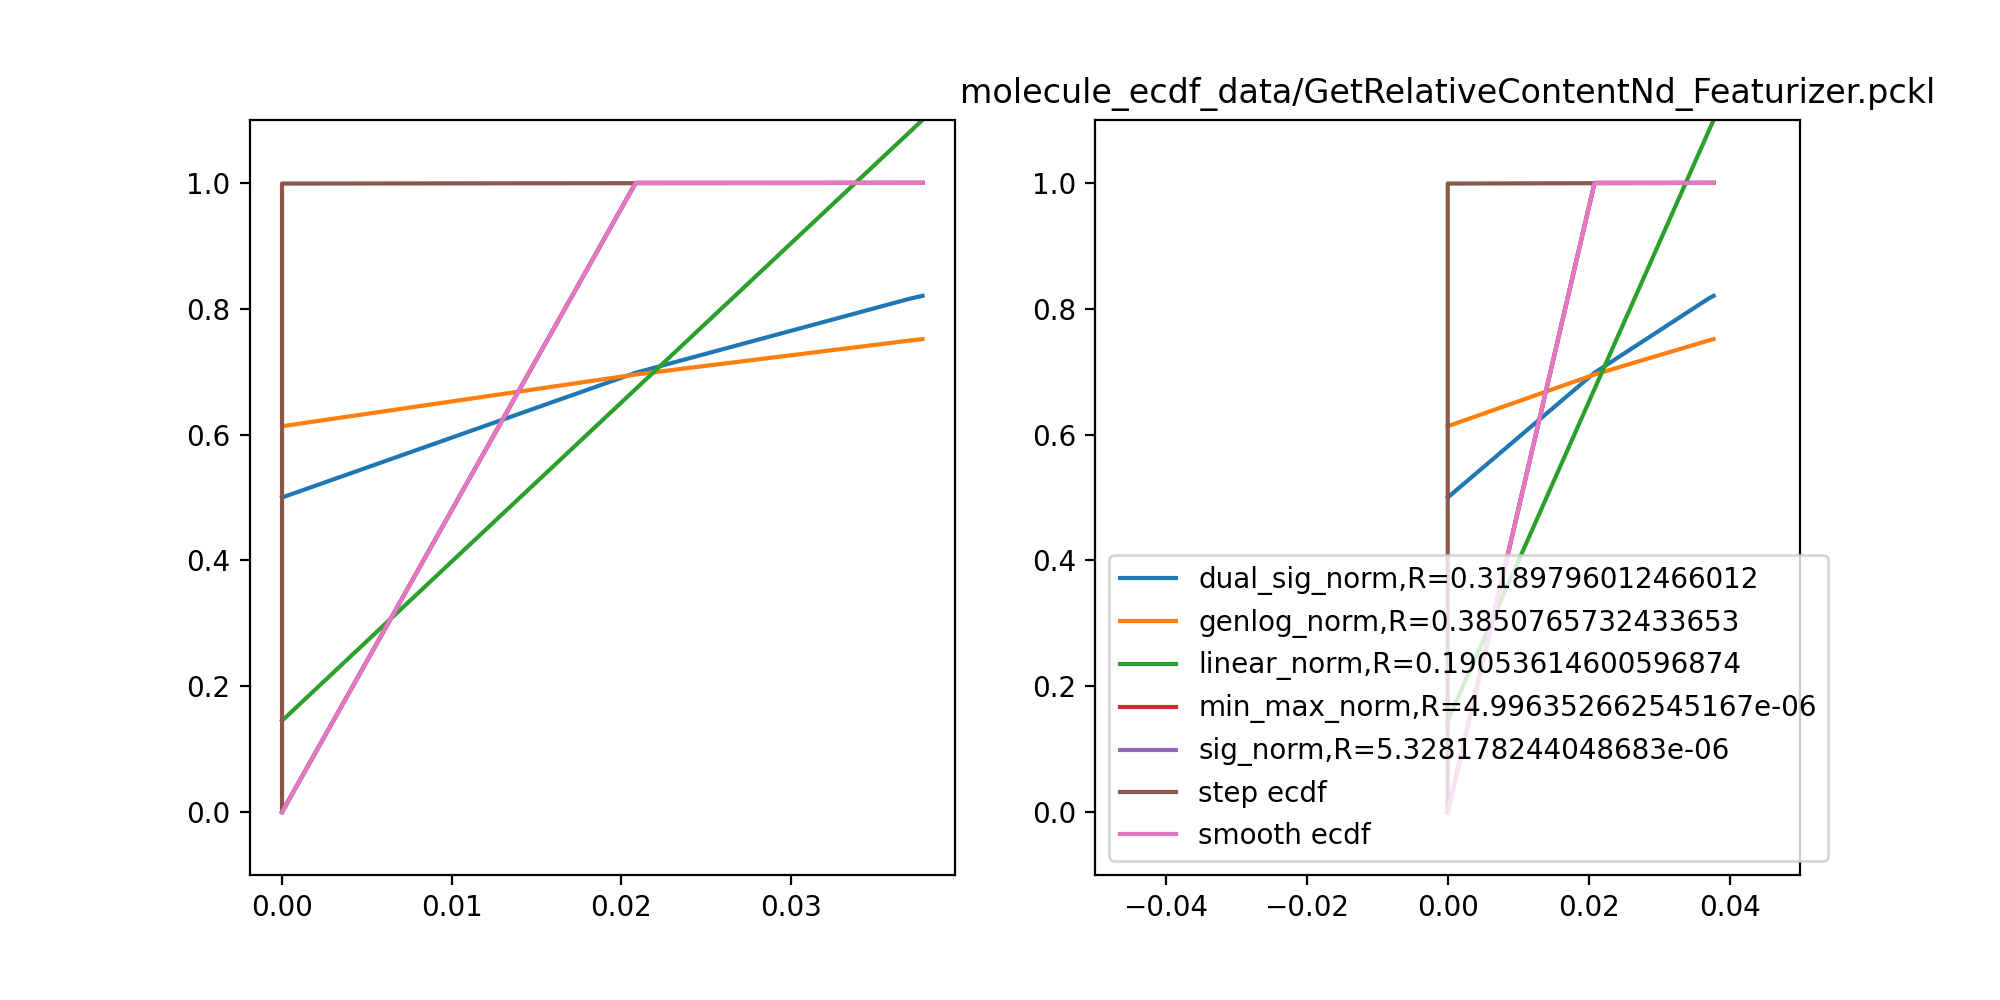 molecule_ecdf_data/GetRelativeContentNd_Featurizer.pckl
1.0
0.8
0.6
0.4
0.2
0.0
0.00 0.01 0.02 0.03
1.0
0.8
0.6
0.4
0.2
0.0
−0.04 −0.02 0.00 0.02 0.04
dual_sig_norm,R=0.3189796012466012
genlog_norm,R=0.3850765732433653
linear_norm,R=0.19053614600596874
min_max_norm,R=4.996352662545167e-06
sig_norm,R=5.328178244048683e-06
step ecdf
smooth ecdf